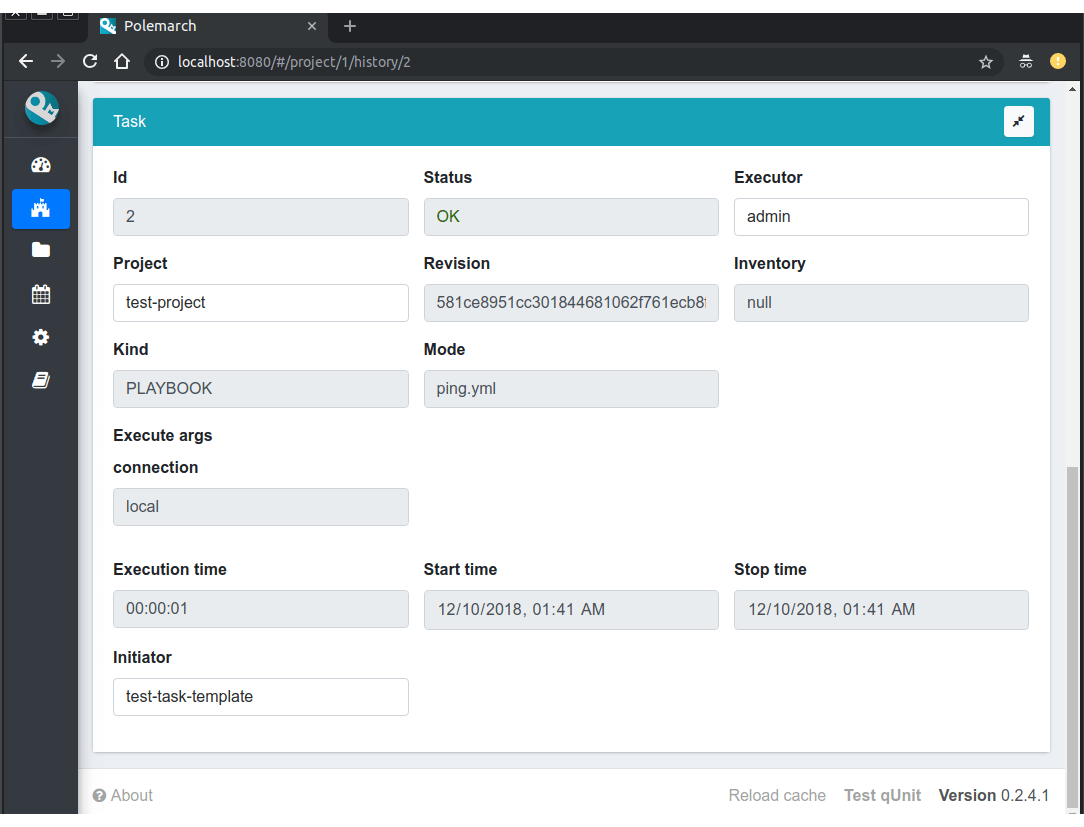 Polemarch
localhost:8080/#/project/1/history/2
Task
Id Status Executor
2 OK admin
Project Revision Inventory
test-project 581ce8951cc301844681062f761ecb8 null
Kind Mode
PLAYBOOK ping.yml
Execute args
connection
local
Execution time Start time Stop time
00:00:01 12/10/2018, 01:41 AM 12/10/2018, 01:41 AM
Initiator
test-task-template
About Reload cache Test qUnit Version 0.2.4.1